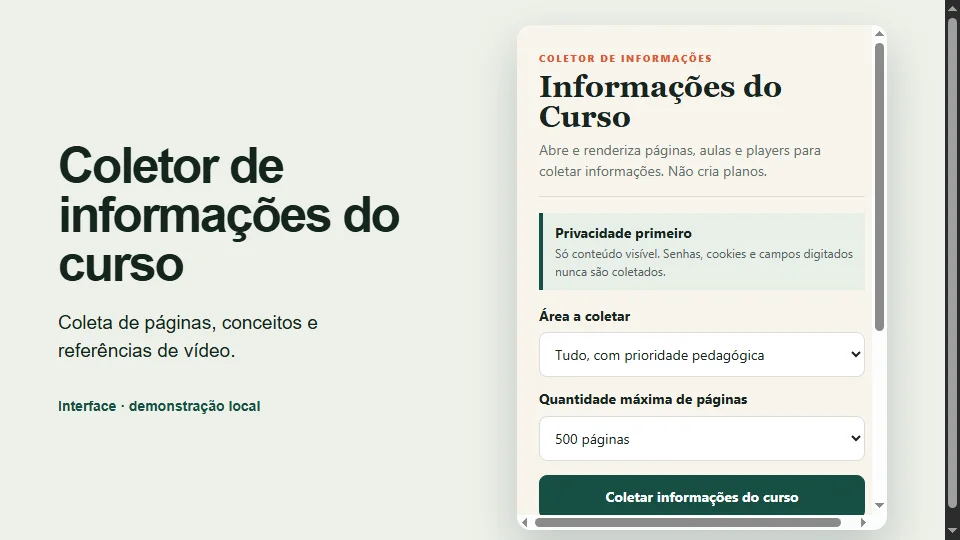 Coletor de
informações do
curso
Coleta de páginas, conceitos e
referências de vídeo.
Interface · demonstração local
COLETOR DE INFORMAÇÕES
Informações do
Curso
Abre e renderiza páginas, aulas e players para
coletar informações. Não cria planos.
Privacidade primeiro
Só conteúdo visível. Senhas, cookies e campos digitados
nunca são coletados.
Área a coletar
Tudo, com prioridade pedagógica
Quantidade máxima de páginas
500 páginas
Coletar informações do curso